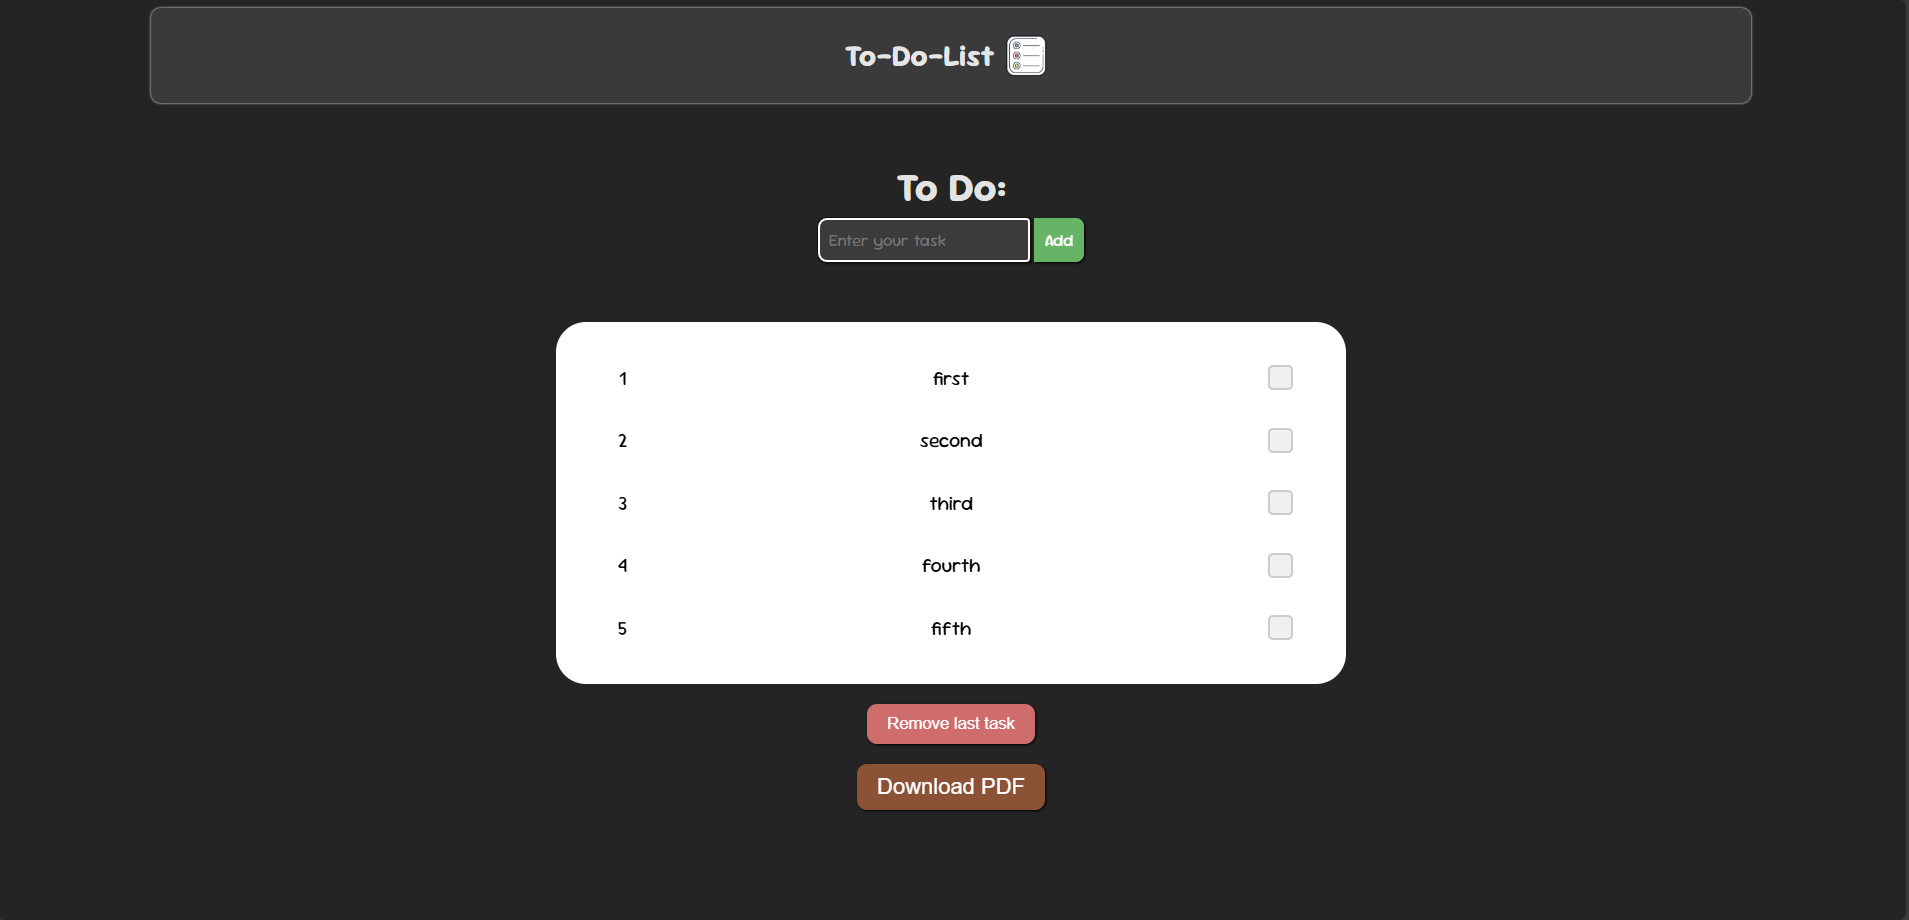 To-Do-List
To Do:
Enter your task Add
1 first
2 second
3 third
4 fourth
5 fifth
Remove last task
Download PDF